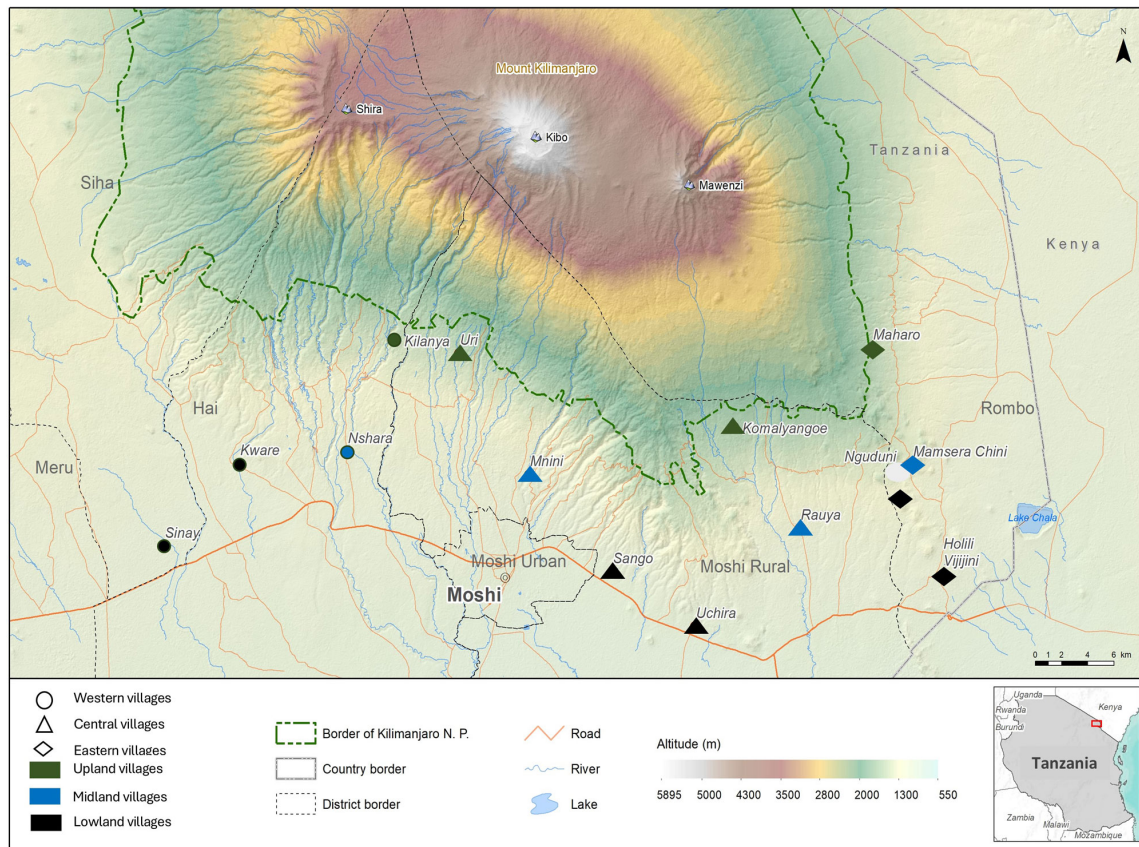 N
Mount Kilimanjaro
Shira
Kibo
Tanzania
Siha
Mawenzi
Kenya
Kilanya
Uri
Maharo
Hai
Rombo
Komalyangoe
Nshara
Kware
Meru
Mnini
Nguduni
Mamsera Chini
Rauya
Lake Chala
Sinay
Moshi Urban
Sango
Moshi Rural
Holili
Vijijini
Moshi
Uchira
0 1 2 4 6 km
Western villages
Central villages
Eastern villages
Upland villages
Midland villages
Lowland villages
Border of Kilimanjaro N. P.
Country border
District border
Road
River
Lake
Altitude (m)
5895 5000 4300 3500 2800 2000 1300 550
Uganda
Kenya
Rwanda
Burundi
Tanzania
Zambia
Malawi
Mozambique